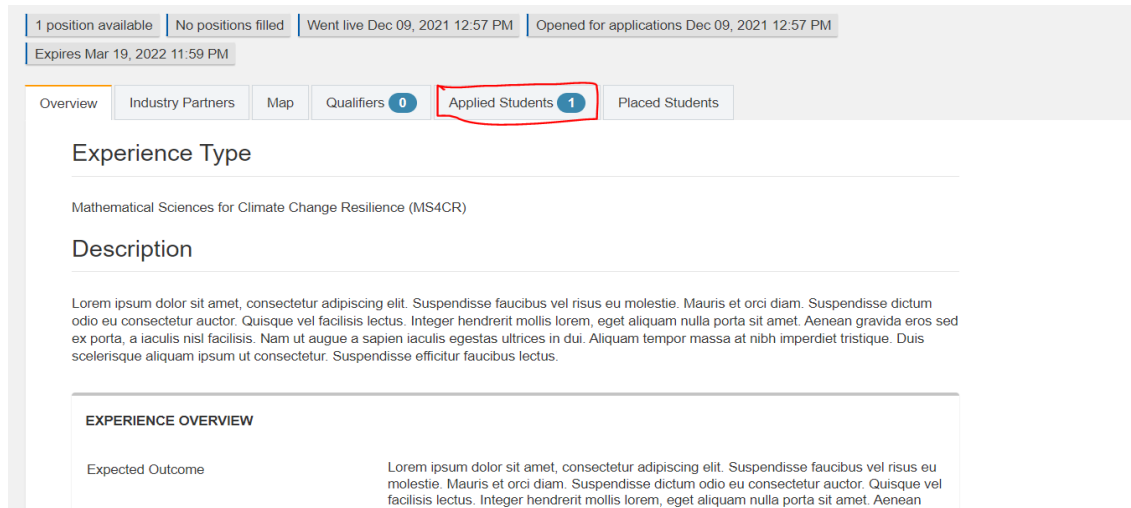 1 position available No positions filled Went live Dec 09, 2021 12:57 PM Opened for applications Dec 09, 2021 12:57 PM
Expires Mar 19, 2022 11:59 PM
Overview Industry Partners Map Qualifiers 0 Applied Students 1 Placed Students
Experience Type
Mathematical Sciences for Climate Change Resilience (MS4CR)
Description
Lorem ipsum dolor sit amet, consectetur adipiscing elit. Suspendisse faucibus vel risus eu molestie. Mauris et orci diam. Suspendisse dictum
odio eu consectetur auctor. Quisque vel facilisis lectus. Integer hendrerit mollis lorem, eget aliquam nulla porta sit amet. Aenean gravida eros sed
ex porta, a iaculis nisl facilisis. Nam ut augue a sapien iaculis egestas ultrices in dui. Aliquam tempor massa at nibh imperdiet tristique. Duis
scelerisque aliquam ipsum ut consectetur. Suspendisse efficitur faucibus lectus.
EXPERIENCE OVERVIEW
Expected Outcome Lorem ipsum dolor sit amet, consectetur adipiscing elit. Suspendisse faucibus vel risus eu
molestie. Mauris et orci diam. Suspendisse dictum odio eu consectetur auctor. Quisque vel
facilisis lectus. Integer hendrerit mollis lorem, eget aliquam nulla porta sit amet. Aenean